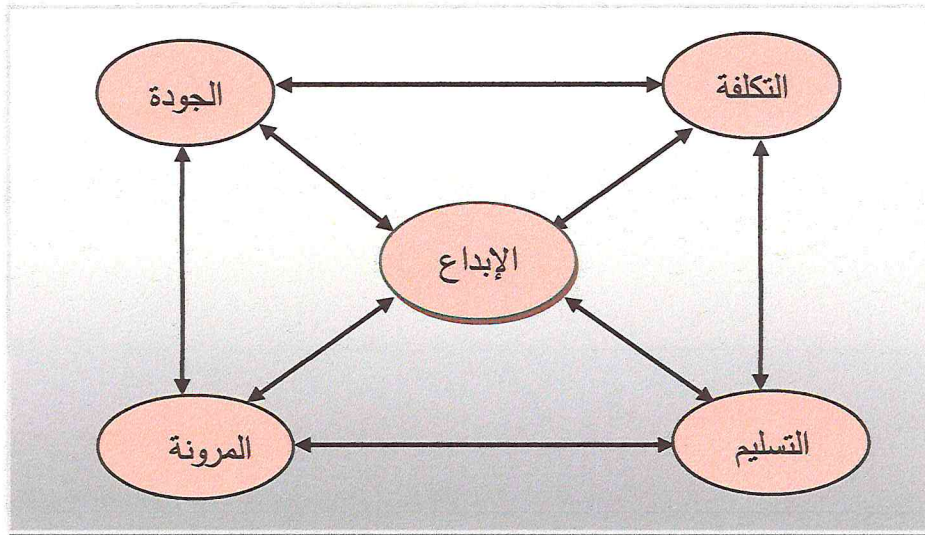 التكلفة
الجودة
الإبداع
التسليم
المرونة